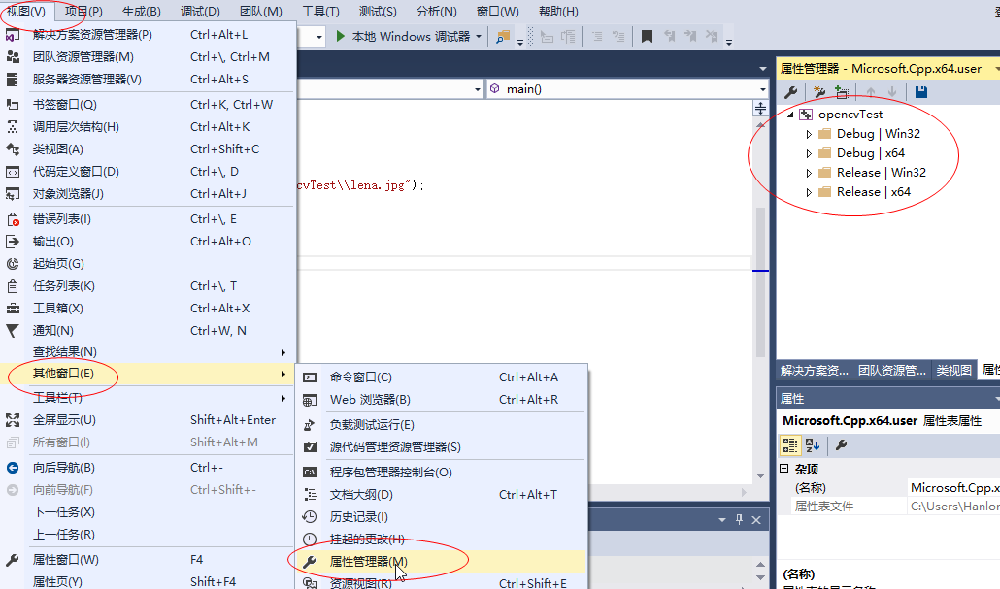 视图(V) 项目(P) 生成(B) 调试(D) 团队(M) 工具(T) 测试(S) 分析(N) 窗口(W) 帮助(H)
本地 Windows 调试器
解决方案资源管理器(P) Ctrl+Alt+L
团队资源管理器(M) Ctrl+\, Ctrl+M
服务器资源管理器(V) Ctrl+Alt+S
书签窗口(Q) Ctrl+K, Ctrl+W
调用层次结构(H) Ctrl+Alt+K
类视图(A) Ctrl+Shift+C
代码定义窗口(D) Ctrl+\, D
对象浏览器(J) Ctrl+Alt+J
错误列表(I) Ctrl+\, E
输出(O) Ctrl+Alt+O
起始页(G)
任务列表(K) Ctrl+\, T
工具箱(X) Ctrl+Alt+X
通知(N) Ctrl+W, N
查找结果(N)
其他窗口(E)
工具栏(T)
全屏显示(U) Shift+Alt+Enter
所有窗口(I) Shift+Alt+M
向后导航(B) Ctrl+-
向前导航(F) Ctrl+Shift+-
下一任务(X)
上一任务(R)
属性窗口(W) F4
属性页(Y) Shift+F4
main()
cvTest\\lena.jpg");
命令窗口(C) Ctrl+Alt+A
Web 浏览器(B) Ctrl+Alt+R
负载测试运行(E)
源代码管理资源管理器(S)
程序包管理器控制台(O)
文档大纲(D) Ctrl+Alt+T
历史记录(I)
挂起的更改(H)
属性管理器(M)
资源视图(R) Ctrl+Shift+E
属性管理器 - Microsoft.Cpp.x64.user
opencvTest
Debug | Win32
Debug | x64
Release | Win32
Release | x64
解决方案资... 团队资源管... 类视图 属性
属性
Microsoft.Cpp.x64.user 属性表属性
杂项
(名称) Microsoft.Cpp.x
属性表文件 C:\Users\Hanlor
(名称)
属性表的显示名称